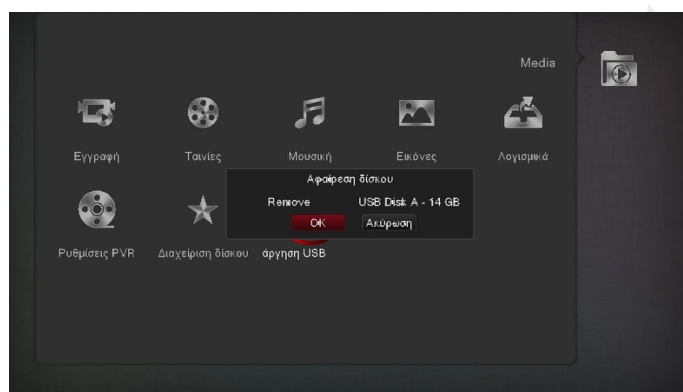 Media
Εγγραφή Ταινίες Μουσική Εικόνες Λογισμικά
Αφαίρεση δίσκου
Remove USB Disk A - 14 GB
OK Ακύρωση
Ρυθμίσεις PVR Διαχείριση δίσκου άργηση USB